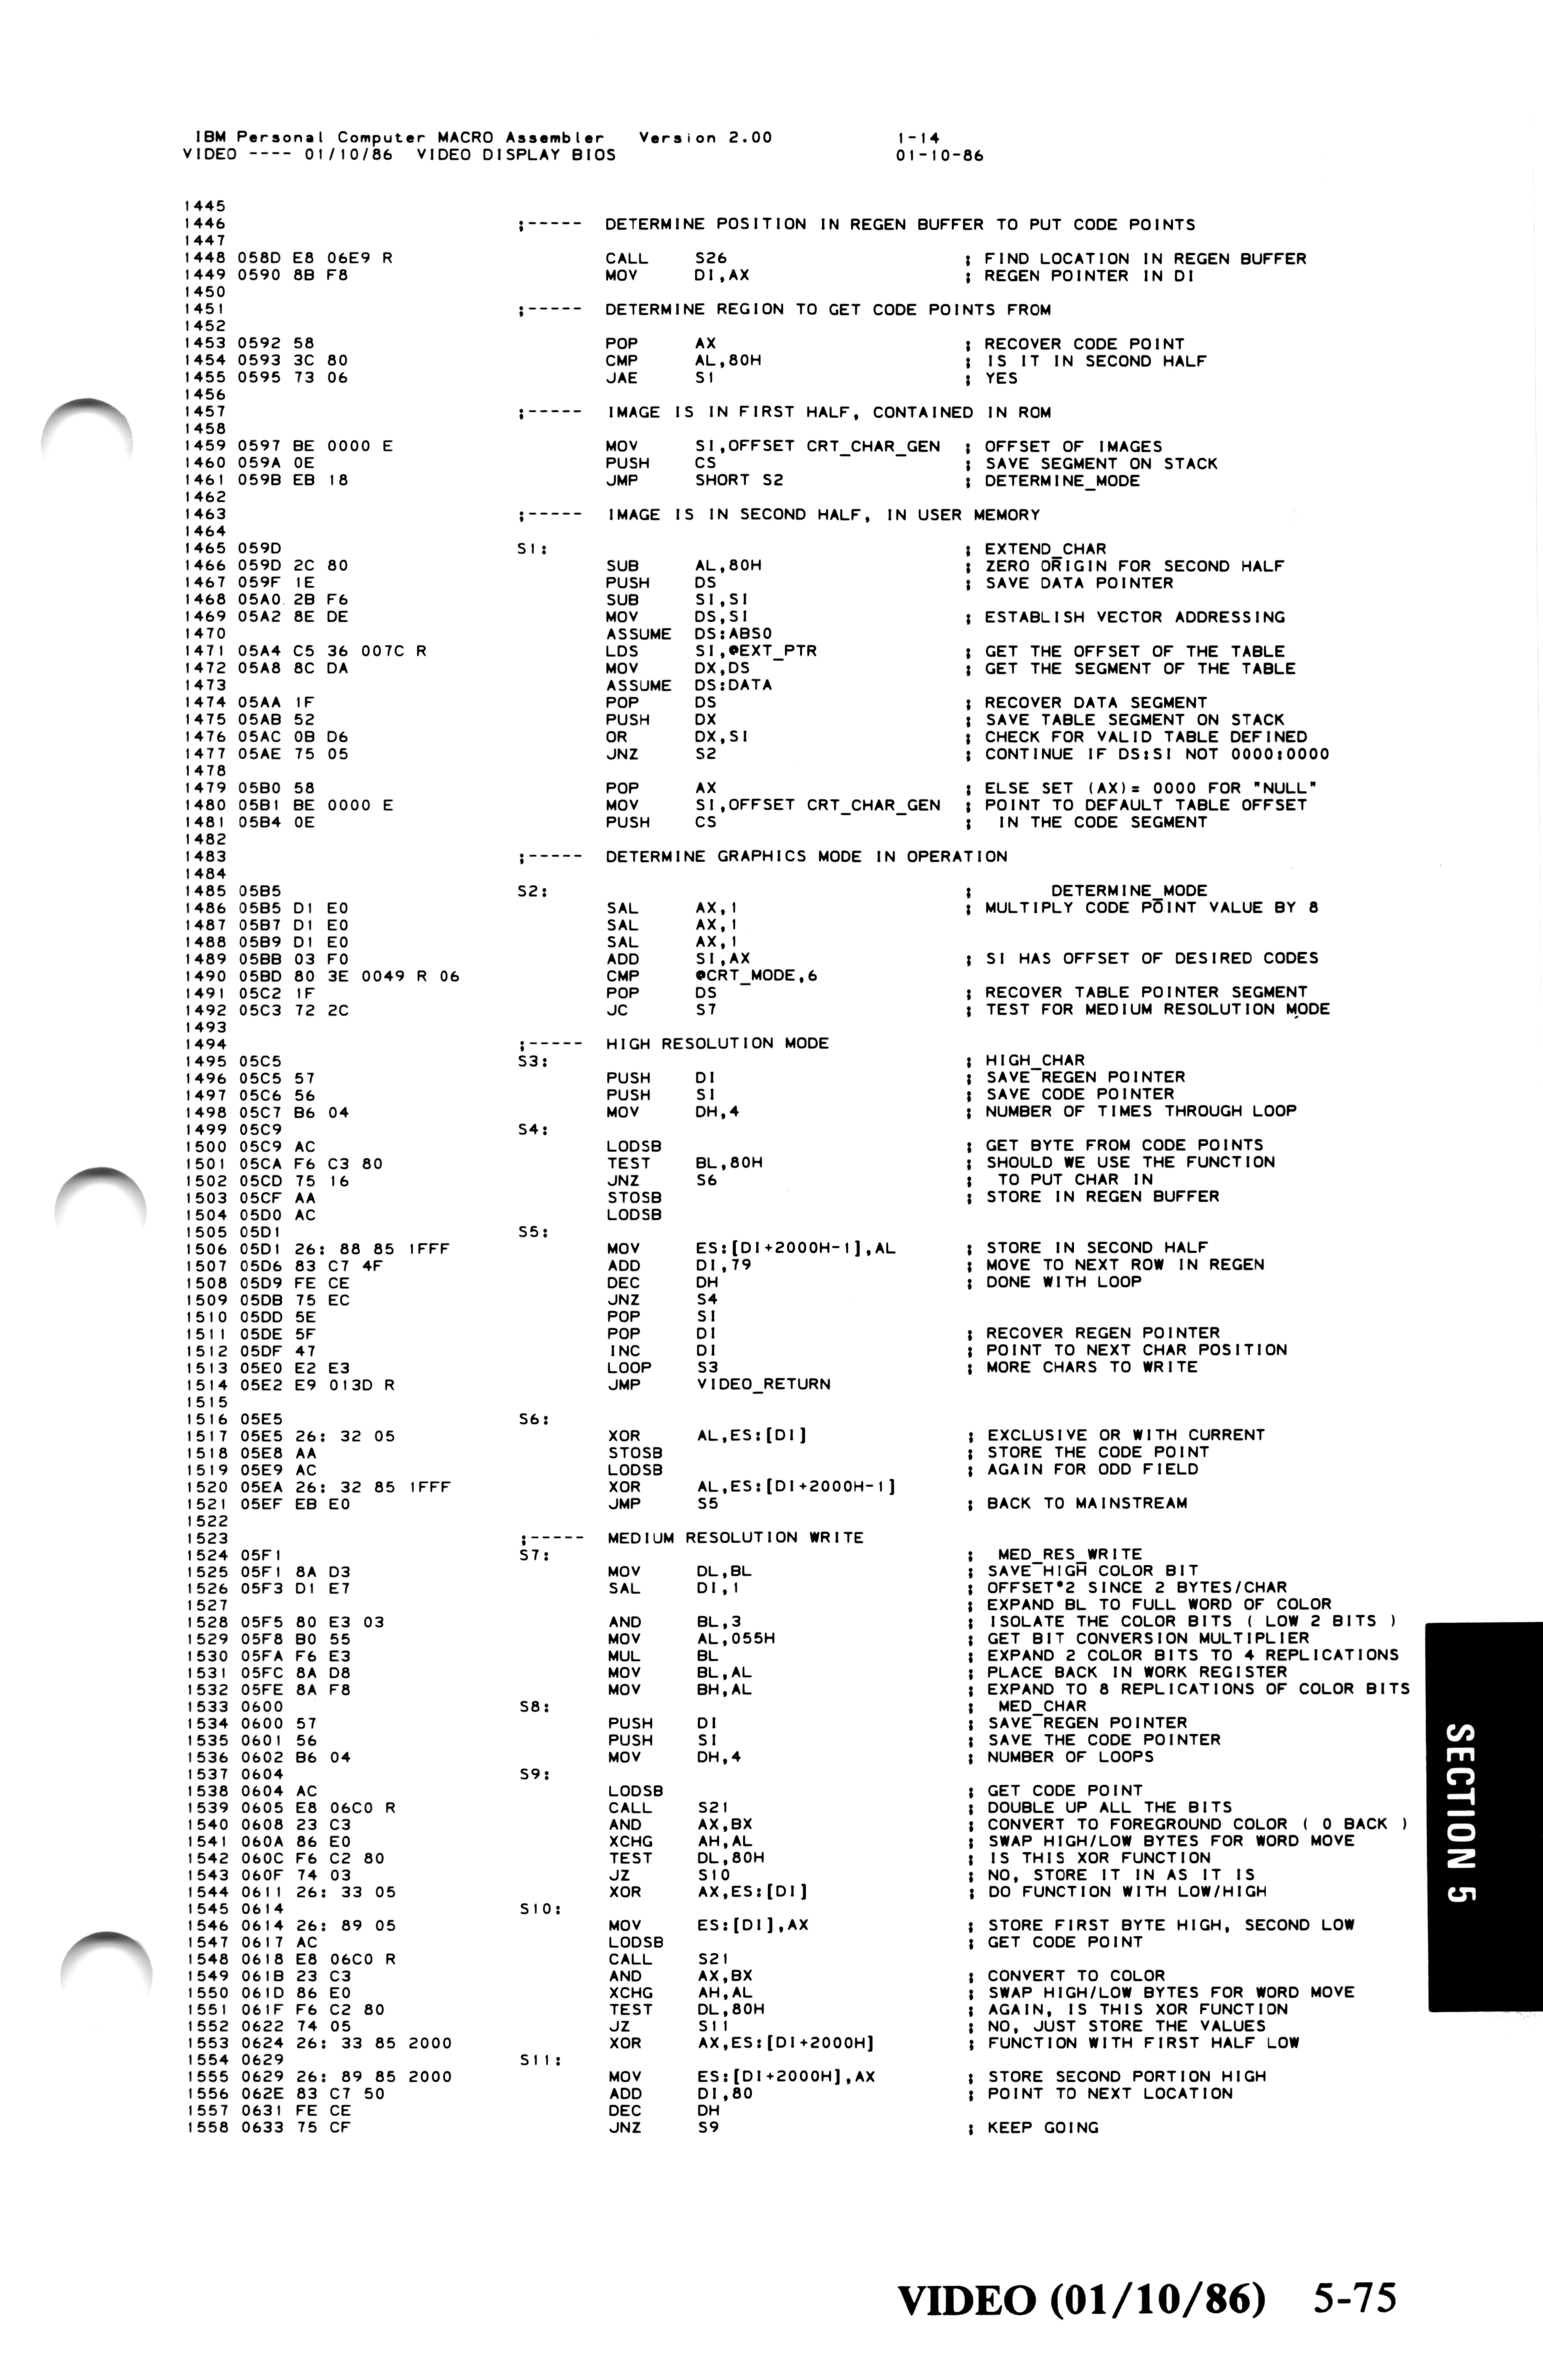 IBM Personal Computer MACRO Assembler   Version 2.00              1-14
VIDEO ---- 01/10/86  VIDEO DISPLAY BIOS                           01-10-86
1445
1446                            ;-----  DETERMINE POSITION IN REGEN BUFFER TO PUT CODE POINTS
1447
1448 058D E8 06E9 R             CALL    S26                     ; FIND LOCATION IN REGEN BUFFER
1449 0590 8B F8                 MOV     DI,AX                   ; REGEN POINTER IN DI
1450
1451                            ;-----  DETERMINE REGION TO GET CODE POINTS FROM
1452
1453 0592 58                    POP     AX                      ; RECOVER CODE POINT
1454 0593 3C 80                 CMP     AL,80H                  ; IS IT IN SECOND HALF
1455 0595 73 06                 JAE     S1                      ; YES
1456
1457                            ;-----  IMAGE IS IN FIRST HALF, CONTAINED IN ROM
1458
1459 0597 BE 0000 E             MOV     SI,OFFSET CRT_CHAR_GEN  ; OFFSET OF IMAGES
1460 059A 0E                    PUSH    CS                      ; SAVE SEGMENT ON STACK
1461 059B EB 18                 JMP     SHORT S2                ; DETERMINE_MODE
1462
1463                            ;-----  IMAGE IS IN SECOND HALF, IN USER MEMORY
1464
1465 059D                       S1:                             ; EXTEND_CHAR
1466 059D 2C 80                 SUB     AL,80H                  ; ZERO ORIGIN FOR SECOND HALF
1467 059F 1E                    PUSH    DS                      ; SAVE DATA POINTER
1468 05A0 2B F6                 SUB     SI,SI
1469 05A2 8E DE                 MOV     DS,SI                   ; ESTABLISH VECTOR ADDRESSING
1470                            ASSUME  DS:ABS0
1471 05A4 C5 36 007C R          LDS     SI,@EXT_PTR             ; GET THE OFFSET OF THE TABLE
1472 05A8 8C DA                 MOV     DX,DS                   ; GET THE SEGMENT OF THE TABLE
1473                            ASSUME  DS:DATA
1474 05AA 1F                    POP     DS                      ; RECOVER DATA SEGMENT
1475 05AB 52                    PUSH    DX                      ; SAVE TABLE SEGMENT ON STACK
1476 05AC 0B D6                 OR      DX,SI                   ; CHECK FOR VALID TABLE DEFINED
1477 05AE 75 05                 JNZ     S2                      ; CONTINUE IF DS:SI NOT 0000:0000
1478
1479 05B0 58                    POP     AX                      ; ELSE SET (AX)= 0000 FOR "NULL"
1480 05B1 BE 0000 E             MOV     SI,OFFSET CRT_CHAR_GEN  ; POINT TO DEFAULT TABLE OFFSET
1481 05B4 0E                    PUSH    CS                      ;  IN THE CODE SEGMENT
1482
1483                            ;-----  DETERMINE GRAPHICS MODE IN OPERATION
1484
1485 05B5                       S2:                             ;       DETERMINE_MODE
1486 05B5 D1 E0                 SAL     AX,1                    ; MULTIPLY CODE POINT VALUE BY 8
1487 05B7 D1 E0                 SAL     AX,1
1488 05B9 D1 E0                 SAL     AX,1
1489 05BB 03 F0                 ADD     SI,AX                   ; SI HAS OFFSET OF DESIRED CODES
1490 05BD 80 3E 0049 R 06       CMP     @CRT_MODE,6
1491 05C2 1F                    POP     DS                      ; RECOVER TABLE POINTER SEGMENT
1492 05C3 72 2C                 JC      S7                      ; TEST FOR MEDIUM RESOLUTION MODE
1493
1494                            ;-----  HIGH RESOLUTION MODE
1495 05C5                       S3:                             ; HIGH_CHAR
1496 05C5 57                    PUSH    DI                      ; SAVE REGEN POINTER
1497 05C6 56                    PUSH    SI                      ; SAVE CODE POINTER
1498 05C7 B6 04                 MOV     DH,4                    ; NUMBER OF TIMES THROUGH LOOP
1499 05C9                       S4:
1500 05C9 AC                    LODSB                           ; GET BYTE FROM CODE POINTS
1501 05CA F6 C3 80              TEST    BL,80H                  ; SHOULD WE USE THE FUNCTION
1502 05CD 75 16                 JNZ     S6                      ;  TO PUT CHAR IN
1503 05CF AA                    STOSB                           ; STORE IN REGEN BUFFER
1504 05D0 AC                    LODSB
1505 05D1                       S5:
1506 05D1 26: 88 85 1FFF        MOV     ES:[DI+2000H-1],AL      ; STORE IN SECOND HALF
1507 05D6 83 C7 4F              ADD     DI,79                   ; MOVE TO NEXT ROW IN REGEN
1508 05D9 FE CE                 DEC     DH                      ; DONE WITH LOOP
1509 05DB 75 EC                 JNZ     S4
1510 05DD 5E                    POP     SI
1511 05DE 5F                    POP     DI                      ; RECOVER REGEN POINTER
1512 05DF 47                    INC     DI                      ; POINT TO NEXT CHAR POSITION
1513 05E0 E2 E3                 LOOP    S3                      ; MORE CHARS TO WRITE
1514 05E2 E9 013D R             JMP     VIDEO_RETURN
1515
1516 05E5                       S6:
1517 05E5 26: 32 05             XOR     AL,ES:[DI]              ; EXCLUSIVE OR WITH CURRENT
1518 05E8 AA                    STOSB                           ; STORE THE CODE POINT
1519 05E9 AC                    LODSB                           ; AGAIN FOR ODD FIELD
1520 05EA 26: 32 85 1FFF        XOR     AL,ES:[DI+2000H-1]
1521 05EF EB E0                 JMP     S5                      ; BACK TO MAINSTREAM
1522
1523                            ;-----  MEDIUM RESOLUTION WRITE
1524 05F1                       S7:                             ;  MED_RES_WRITE
1525 05F1 8A D3                 MOV     DL,BL                   ; SAVE HIGH COLOR BIT
1526 05F3 D1 E7                 SAL     DI,1                    ; OFFSET*2 SINCE 2 BYTES/CHAR
1527                                                            ; EXPAND BL TO FULL WORD OF COLOR
1528 05F5 80 E3 03              AND     BL,3                    ; ISOLATE THE COLOR BITS ( LOW 2 BITS )
1529 05F8 B0 55                 MOV     AL,055H                 ; GET BIT CONVERSION MULTIPLIER
1530 05FA F6 E3                 MUL     BL                      ; EXPAND 2 COLOR BITS TO 4 REPLICATIONS
1531 05FC 8A D8                 MOV     BL,AL                   ; PLACE BACK IN WORK REGISTER
1532 05FE 8A F8                 MOV     BH,AL                   ; EXPAND TO 8 REPLICATIONS OF COLOR BITS
1533 0600                       S8:                             ;  MED_CHAR
1534 0600 57                    PUSH    DI                      ; SAVE REGEN POINTER
1535 0601 56                    PUSH    SI                      ; SAVE THE CODE POINTER
1536 0602 B6 04                 MOV     DH,4                    ; NUMBER OF LOOPS
1537 0604                       S9:
1538 0604 AC                    LODSB                           ; GET CODE POINT
1539 0605 E8 06C0 R             CALL    S21                     ; DOUBLE UP ALL THE BITS
1540 0608 23 C3                 AND     AX,BX                   ; CONVERT TO FOREGROUND COLOR ( 0 BACK )
1541 060A 86 E0                 XCHG    AH,AL                   ; SWAP HIGH/LOW BYTES FOR WORD MOVE
1542 060C F6 C2 80              TEST    DL,80H                  ; IS THIS XOR FUNCTION
1543 060F 74 03                 JZ      S10                     ; NO, STORE IT IN AS IT IS
1544 0611 26: 33 05             XOR     AX,ES:[DI]              ; DO FUNCTION WITH LOW/HIGH
1545 0614                       S10:
1546 0614 26: 89 05             MOV     ES:[DI],AX              ; STORE FIRST BYTE HIGH, SECOND LOW
1547 0617 AC                    LODSB                           ; GET CODE POINT
1548 0618 E8 06C0 R             CALL    S21
1549 061B 23 C3                 AND     AX,BX                   ; CONVERT TO COLOR
1550 061D 86 E0                 XCHG    AH,AL                   ; SWAP HIGH/LOW BYTES FOR WORD MOVE
1551 061F F6 C2 80              TEST    DL,80H                  ; AGAIN, IS THIS XOR FUNCTION
1552 0622 74 05                 JZ      S11                     ; NO, JUST STORE THE VALUES
1553 0624 26: 33 85 2000        XOR     AX,ES:[DI+2000H]        ; FUNCTION WITH FIRST HALF LOW
1554 0629                       S11:
1555 0629 26: 89 85 2000        MOV     ES:[DI+2000H],AX        ; STORE SECOND PORTION HIGH
1556 062E 83 C7 50              ADD     DI,80                   ; POINT TO NEXT LOCATION
1557 0631 FE CE                 DEC     DH
1558 0633 75 CF                 JNZ     S9                      ; KEEP GOING
SECTION 5
VIDEO (01/10/86)   5-75